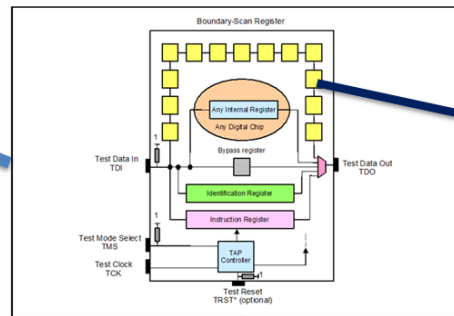 Boundary-Scan Register
Any Internal Register
Any Digital Chip
1
Bypass register
Test Data In
TDI
Test Data Out
TDO
Identification Register
1
Instruction Register
Test Mode Select
TMS
TAP
Controller
Test Clock
TCK
1
Test Reset
TRST* (optional)